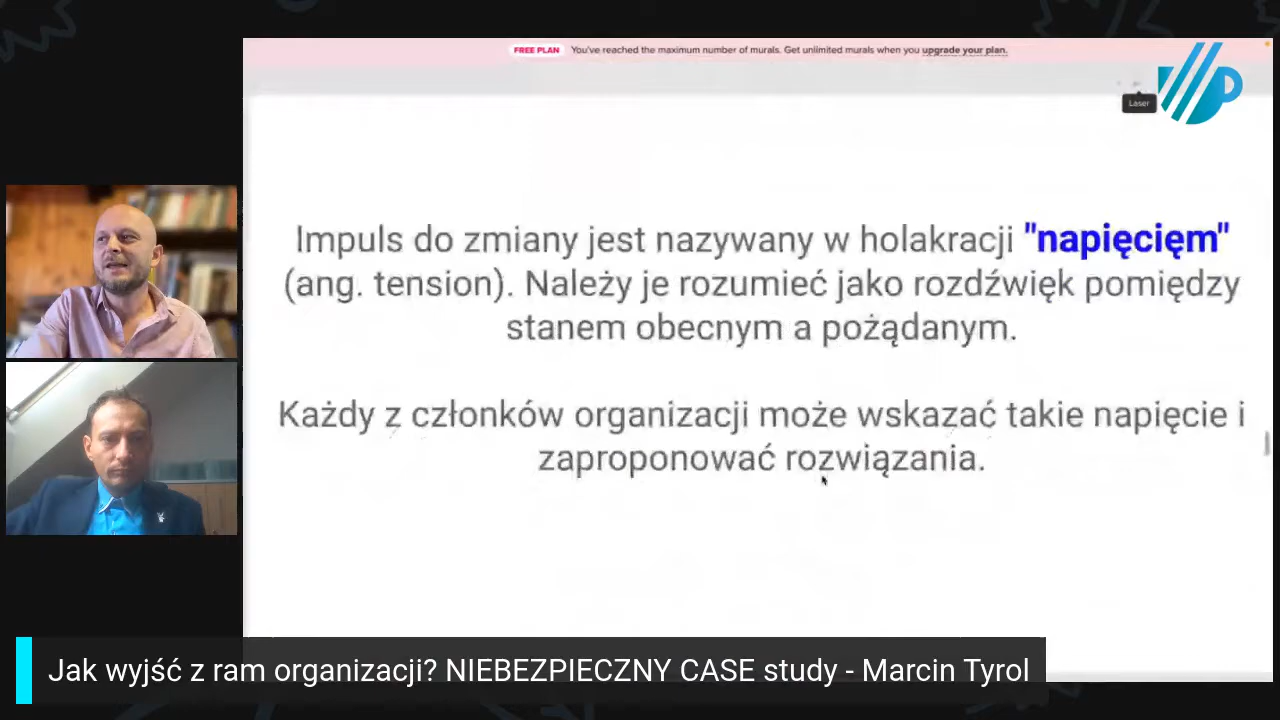 FREE PLAN You've reached the maximum number of murals. Get unlimited murals when you upgrade your plan.
Laser
Impuls do zmiany jest nazywany w holakracji "napięcięm"
(ang. tension). Należy je rozumieć jako rozdźwięk pomiędzy
stanem obecnym a pożądanym.
Każdy z członków organizacji może wskazać takie napięcie i
zaproponować rozwiązania.
Jak wyjść z ram organizacji? NIEBEZPIECZNY CASE study - Marcin Tyrol